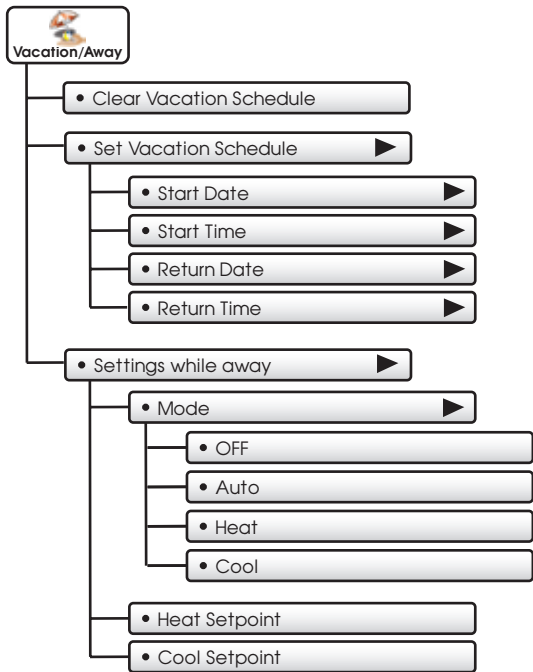 Vacation/Away
• Clear Vacation Schedule
• Set Vacation Schedule
• Start Date
• Start Time
• Return Date
• Return Time
• Settings while away
• Mode
• OFF
• Auto
• Heat
• Cool
• Heat Setpoint
• Cool Setpoint